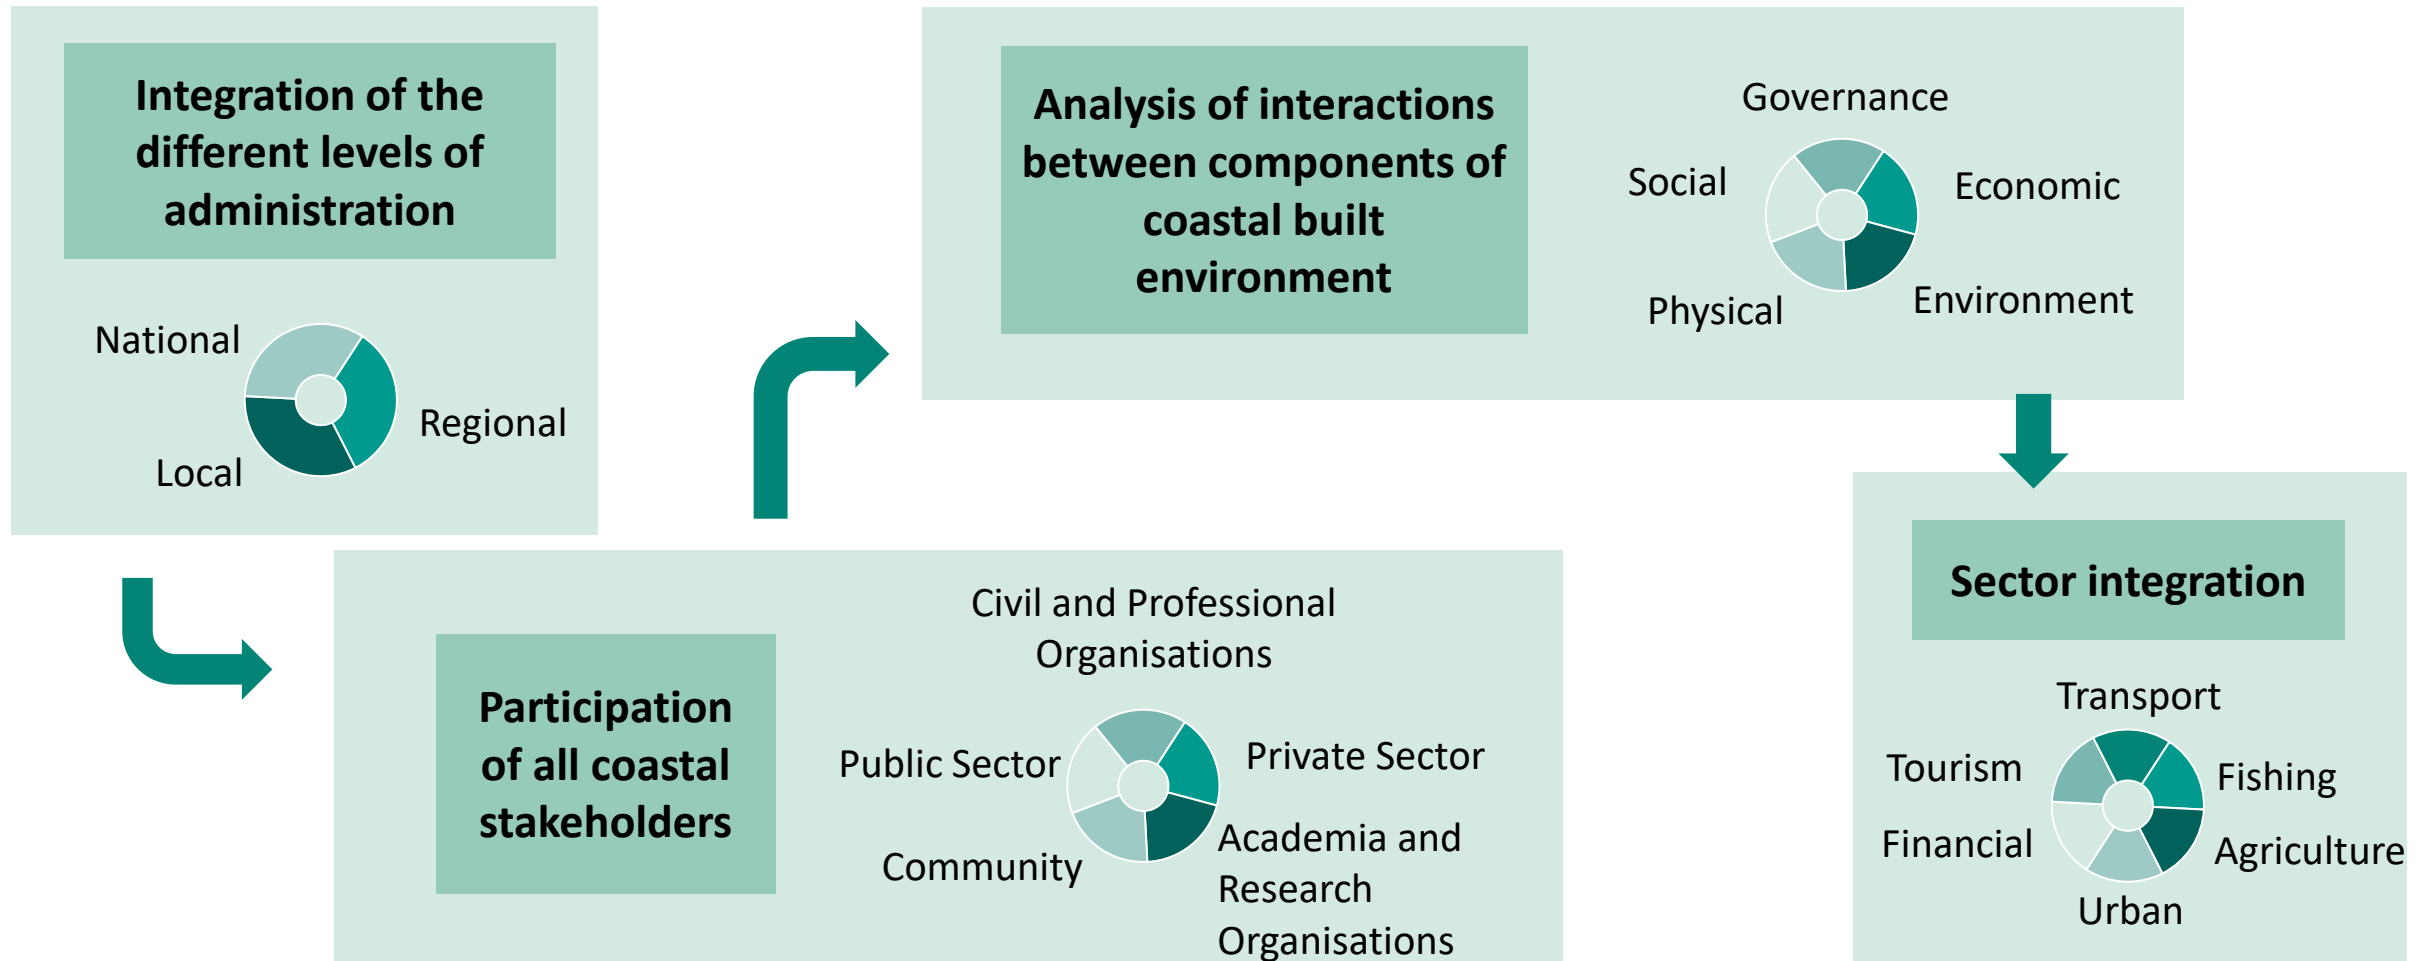 Integration of the
different levels of
administration
National
Regional
Local
Participation
of all coastal
stakeholders
Civil and Professional
Organisations
Public Sector
Private Sector
Community
Academia and
Research
Organisations
Analysis of interactions
between components of
coastal built
environment
Governance
Social
Economic
Physical
Environment
Sector integration
Transport
Tourism
Fishing
Financial
Agriculture
Urban